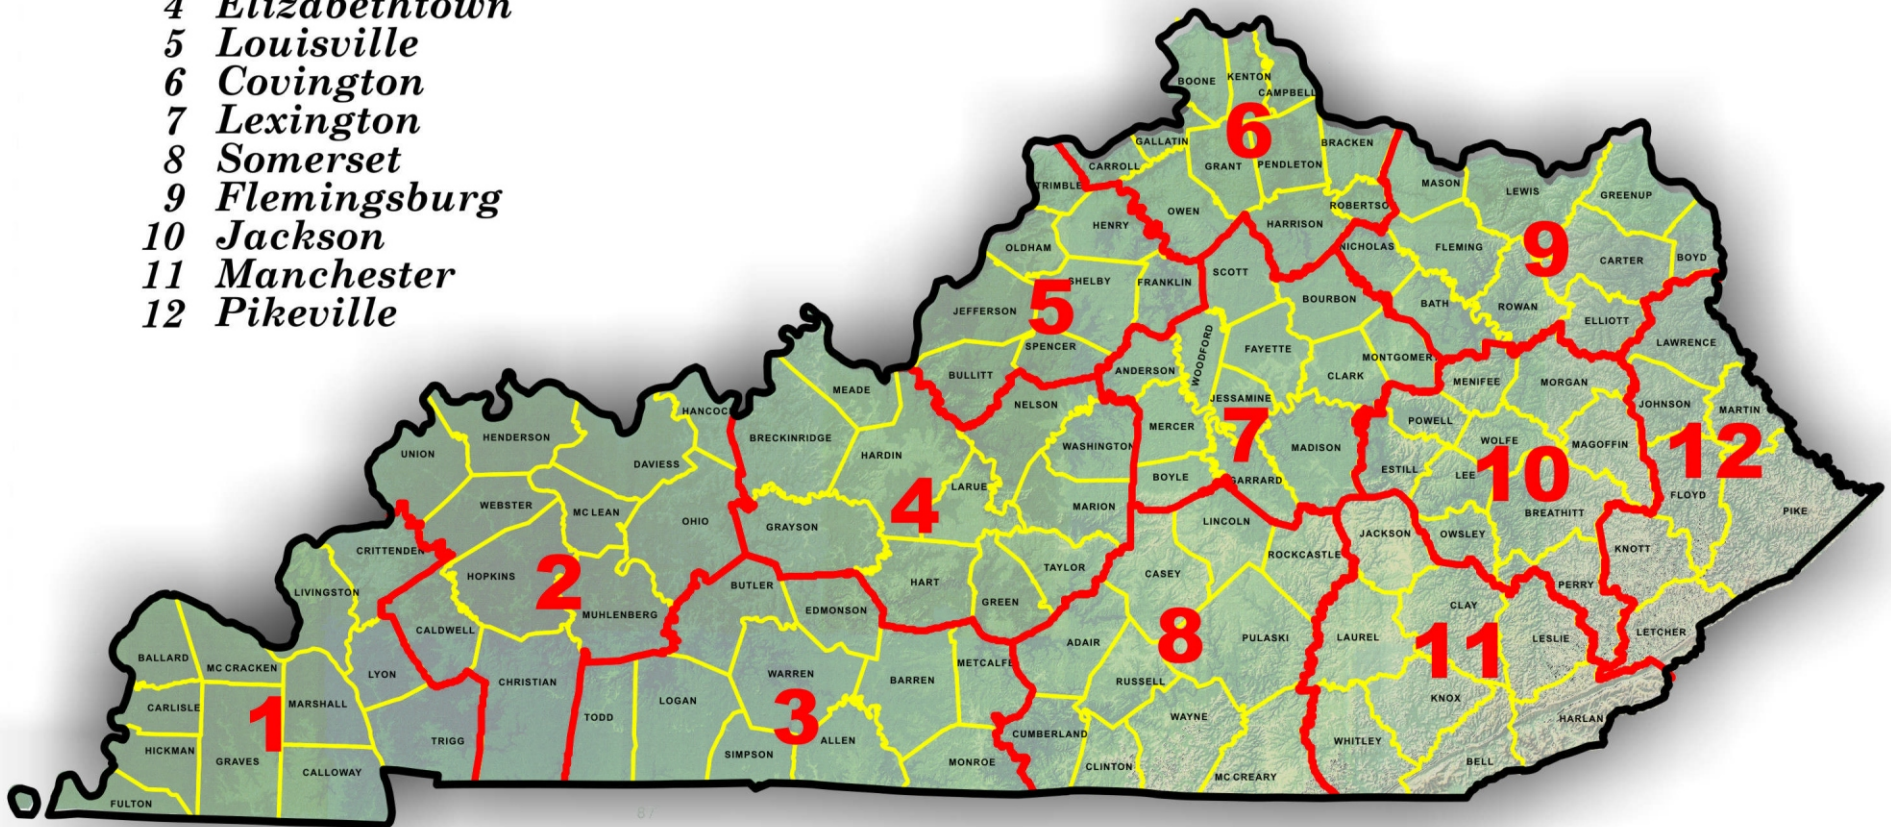 4 Elizabethtown
5 Louisville
6 Covington
7 Lexington
8 Somerset
9 Flemingsburg
10 Jackson
11 Manchester
12 Pikeville
BOONE
KENTON
CAMPBELL
6
GALLATIN
CARROLL
GRANT
PENDLETON
BRACKEN
TRIMBLE
OWEN
HARRISON
ROBERTSO
MASON
LEWIS
GREENUP
HENRY
OLDHAM
NICHOLAS
FLEMING
9
CARTER
BOYD
SHELBY
FRANKLIN
SCOTT
5
JEFFERSON
BOURBON
BATH
ROWAN
ELLIOTT
SPENCER
WOODFORD
FAYETTE
MONTGOMER
LAWRENCE
BULLITT
ANDERSON
CLARK
MENIFEE
MORGAN
MEADE
NELSON
JESSAMINE
JOHNSON
MARTIN
HANCOC
7
POWELL
12
BRECKINRIDGE
MERCER
WASHINGTON
MADISON
WOLFE
MAGOFFIN
HENDERSON
UNION
HARDIN
DAVIESS
BOYLE
GARRARD
ESTILL
LEE
10
LARUE
4
FLOYD
WEBSTER
MC LEAN
OHIO
GRAYSON
MARION
LINCOLN
BREATHITT
PIKE
JACKSON
OWSLEY
CRITTENDEN
ROCKCASTLE
KNOTT
HOPKINS
2
BUTLER
HART
TAYLOR
CASEY
PERRY
LIVINGSTON
MUHLENBERG
EDMONSON
GREEN
CLAY
CALDWELL
ADAIR
8
PULASKI
LAUREL
11
LESLIE
LETCHER
BALLARD
MC CRACKEN
LYON
CHRISTIAN
WARREN
BARREN
METCALFE
RUSSELL
KNOX
CARLISLE
1
MARSHALL
TODD
LOGAN
3
WAYNE
HARLAN
HICKMAN
GRAVES
TRIGG
SIMPSON
ALLEN
CUMBERLAND
WHITLEY
CALLOWAY
MONROE
CLINTON
MC CREARY
BELL
FULTON